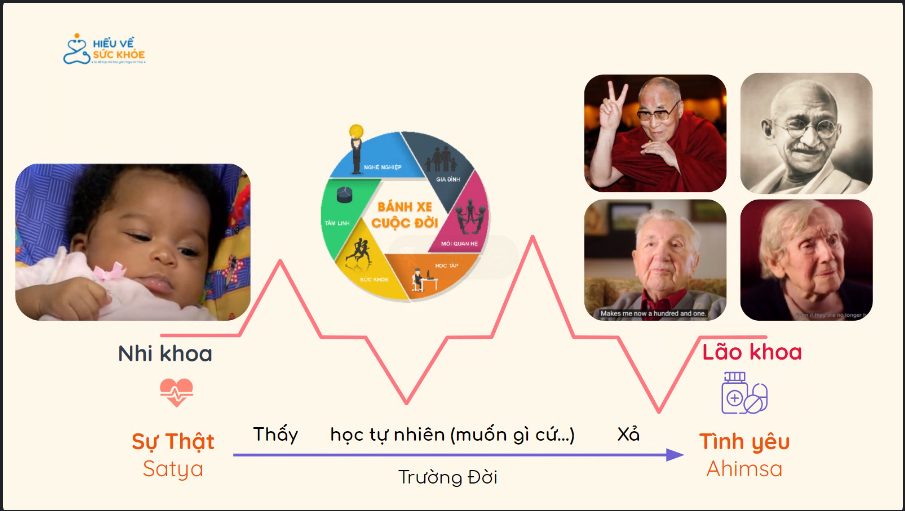 HIỂU VỀ
SỨC KHỎE
NGHỀ NGHIỆP
GIA ĐÌNH
TÂM LINH
BÁNH XE
CUỘC ĐỜI
MỐI QUAN HỆ
SỨC KHỎE
HỌC TẬP
Makes me now a hundred and one.
Nhi khoa
Lão khoa
Sự Thật
Satya
Thấy
học tự nhiên (muốn gì cứ...)
Xả
Tình yêu
Ahimsa
Trường Đời